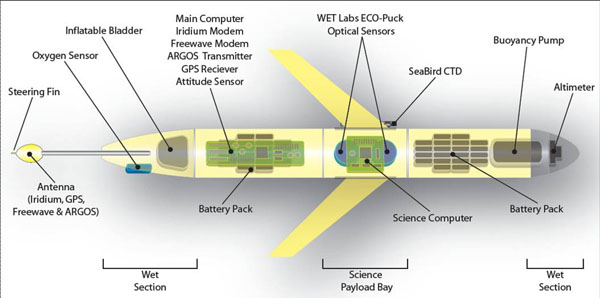 Inflatable Bladder
Oxygen Sensor
Steering Fin
Main Computer
Iridium Modem
Freewave Modem
ARGOS Transmitter
GPS Reciever
Attitude Sensor
WET Labs ECO-Puck
Optical Sensors
SeaBird CTD
Buoyancy Pump
Altimeter
Antenna
(Iridium, GPS,
Freewave & ARGOS)
Battery Pack
Science Computer
Battery Pack
Wet
Section
Science
Payload Bay
Wet
Section